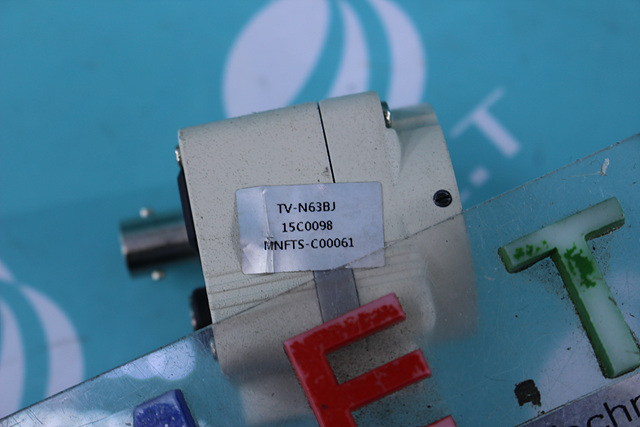 TV-N63BJ
15C0098
MNFTS-C00061
E.T